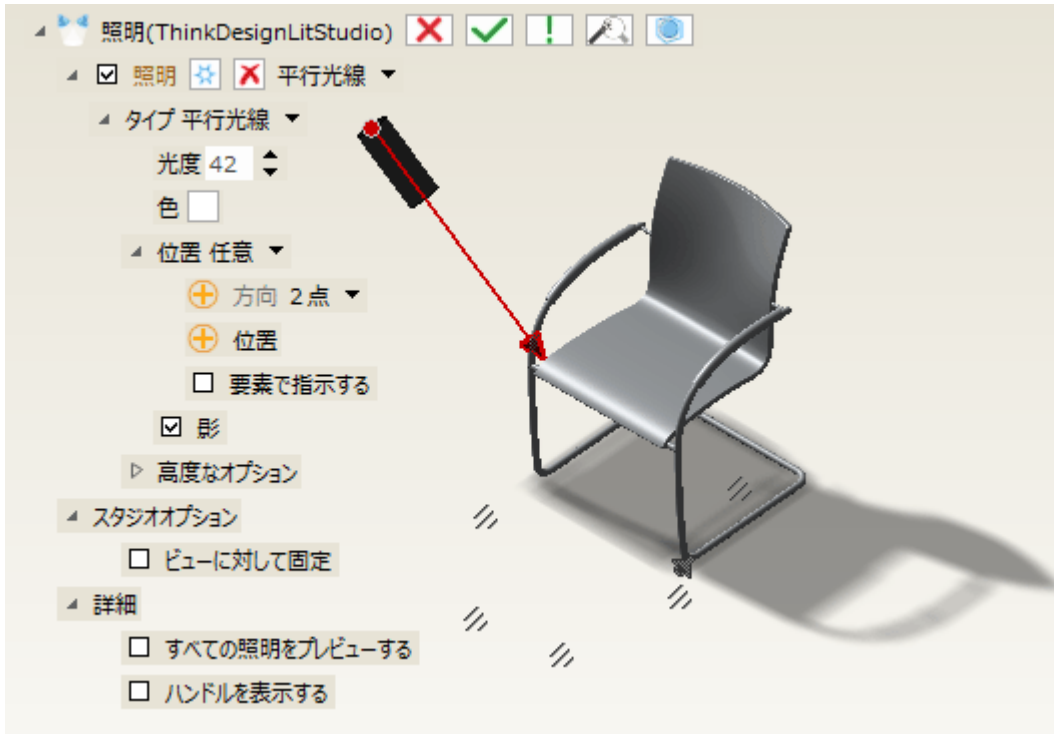 照明(ThinkDesignLitStudio)
照明 平行光線
タイプ 平行光線
光度 42
色
位置 任意
方向 2点
位置
要素で指示する
影
高度なオプション
スタジオオプション
ビューに対して固定
詳細
すべての照明をプレビューする
ハンドルを表示する